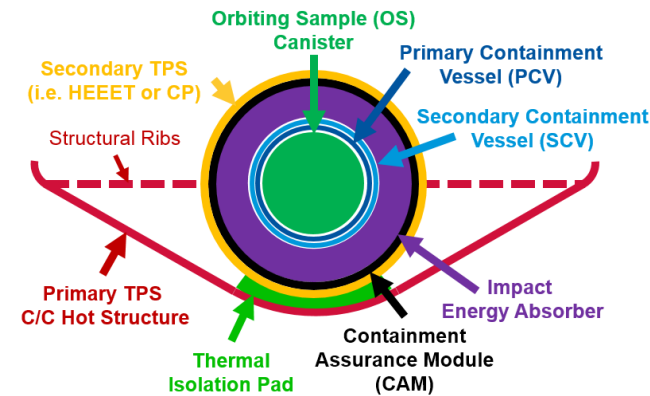 Orbiting Sample (OS)
Canister
Primary Containment
Vessel (PCV)
Secondary TPS
(i.e. HEEET or CP)
Secondary Containment
Vessel (SCV)
Structural Ribs
Primary TPS
C/C Hot Structure
Impact
Energy Absorber
Containment
Assurance Module
(CAM)
Thermal
Isolation Pad